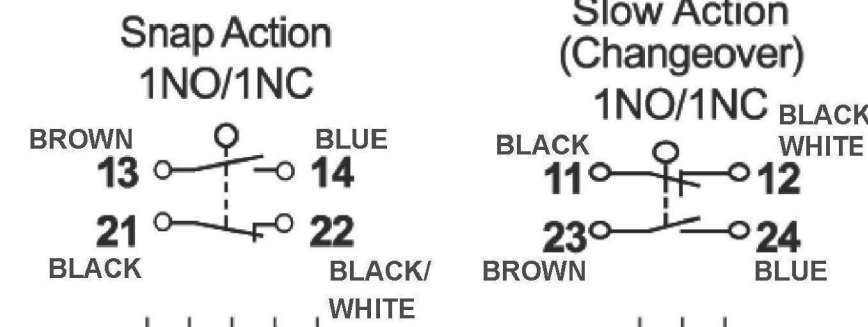 Snap Action
1NO/1NC
BROWN
BLUE
13
14
21
22
BLACK
BLACK/
WHITE
Slow Action
(Changeover)
1NO/1NC
BLACK
BLACK
WHITE
11
12
23
24
BROWN
BLUE